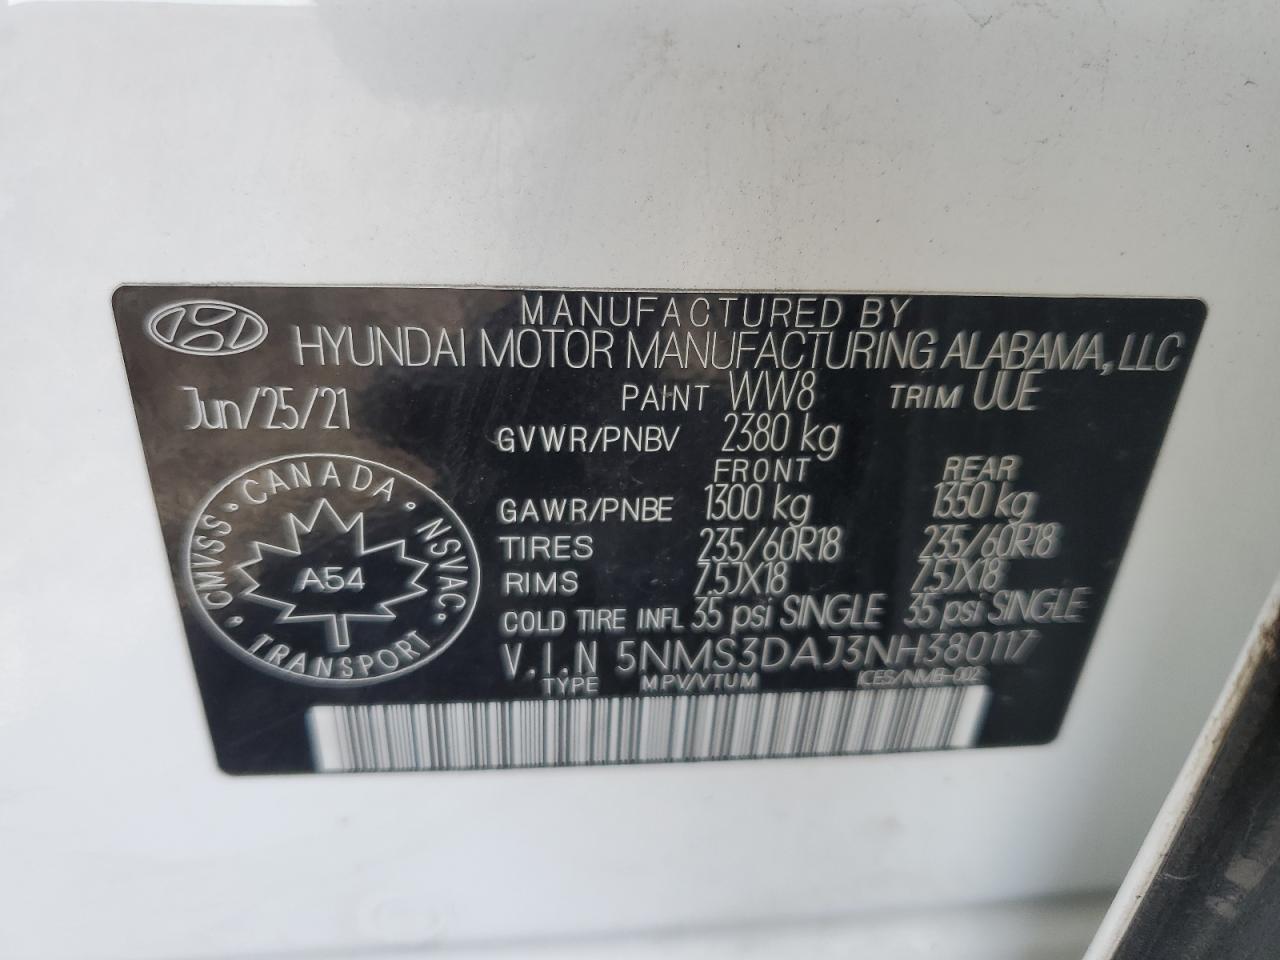 MANUFACTURED BY
HYUNDAI MOTOR MANUFACTURING ALABAMA, LLC
Jun/25/21
PAINT WW8 TRIM UUE
GVWR/PNBV 2380 kg
FRONT REAR
GAWR/PNBE 1300 kg 1350 kg
TIRES 235/60R18 235/60R18
RIMS 7.5JX18 7.5JX18
COLD TIRE INFL 35 psi SINGLE 35 psi SINGLE
V.I.N 5NMS3DAJ3NH380117
TYPE MPV/VTUM ICES/NMB-002
CMVSS · CANADA · NSVAC · TRANSPORT ·
A54